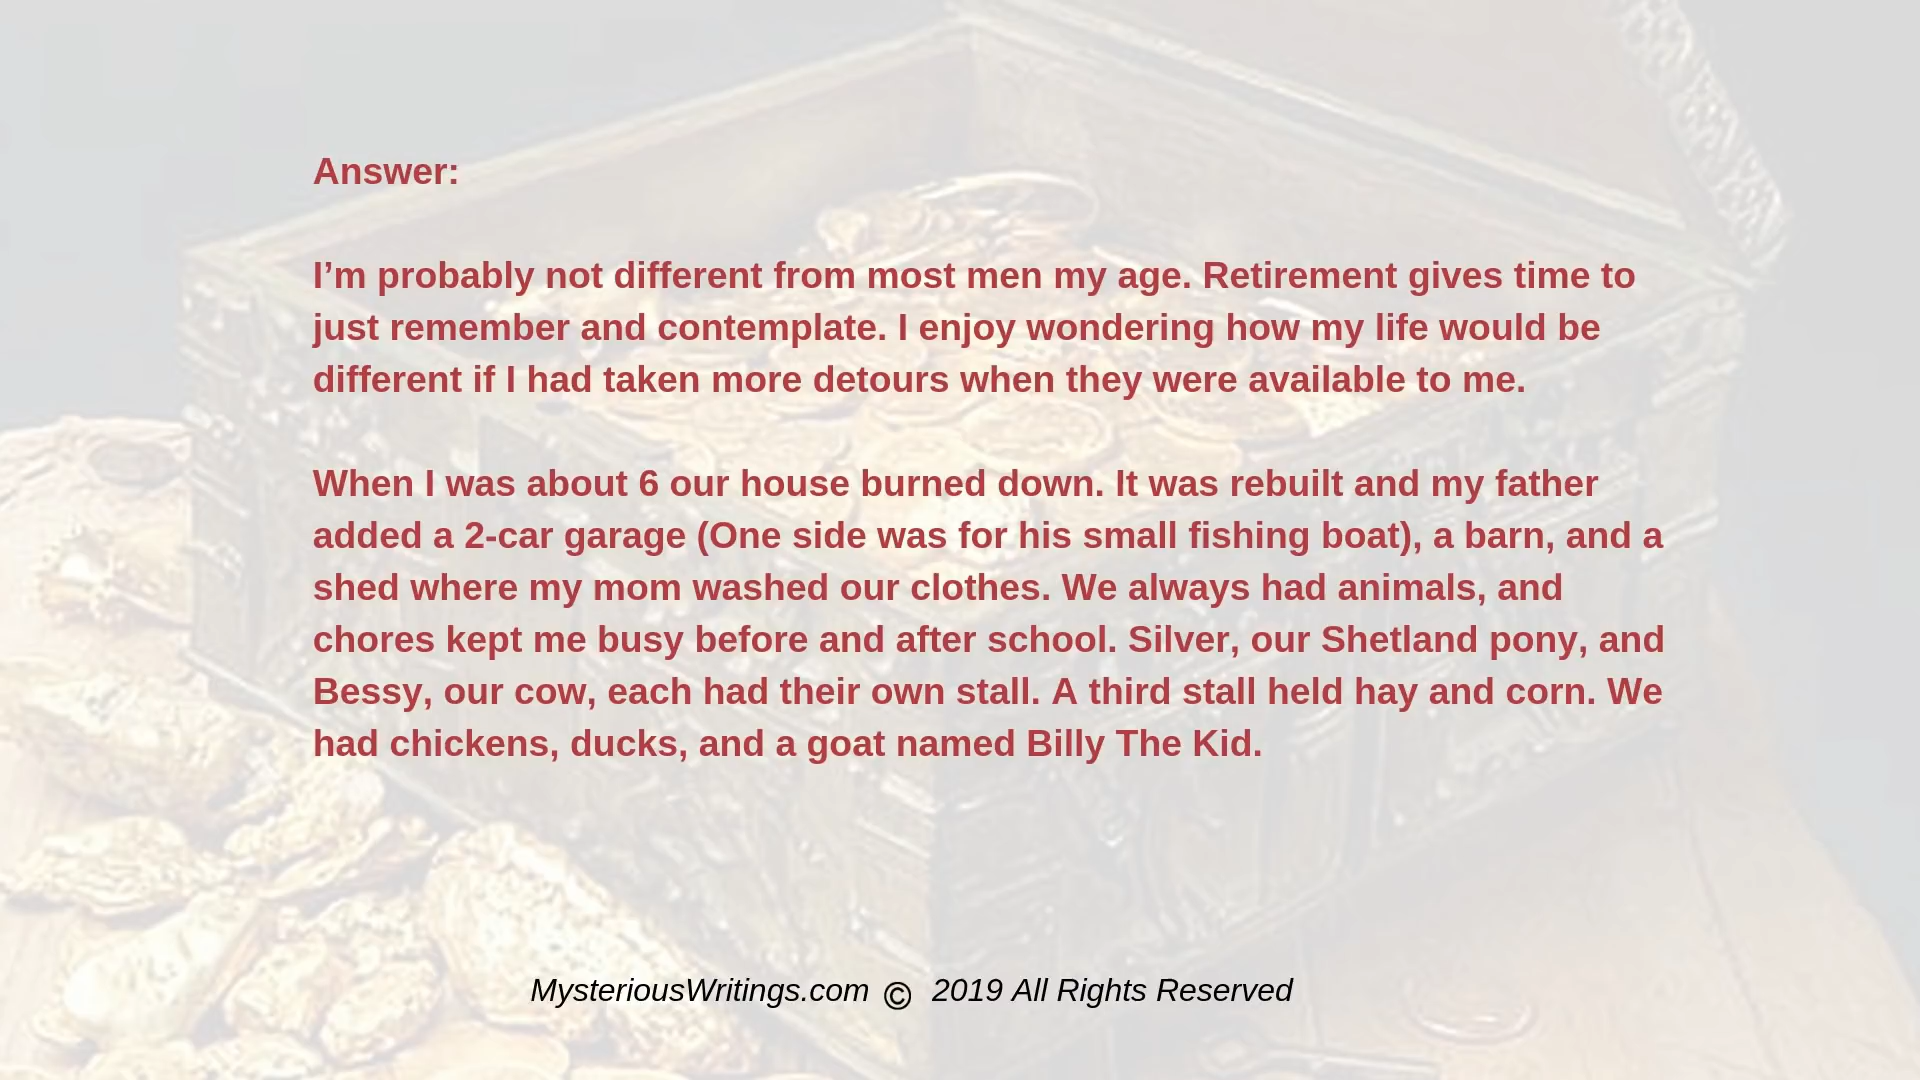 Answer:
I’m probably not different from most men my age. Retirement gives time to
just remember and contemplate. I enjoy wondering how my life would be
different if I had taken more detours when they were available to me.
When I was about 6 our house burned down. It was rebuilt and my father
added a 2-car garage (One side was for his small fishing boat), a barn, and a
shed where my mom washed our clothes. We always had animals, and
chores kept me busy before and after school. Silver, our Shetland pony, and
Bessy, our cow, each had their own stall. A third stall held hay and corn. We
had chickens, ducks, and a goat named Billy The Kid.
MysteriousWritings.com © 2019 All Rights Reserved